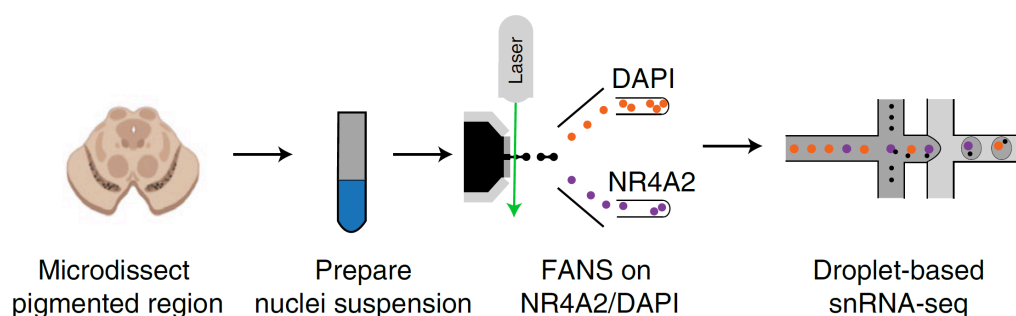 Laser
DAPI
NR4A2
Microdissect
pigmented region
Prepare
nuclei suspension
FANS on
NR4A2/DAPI
Droplet-based
snRNA-seq